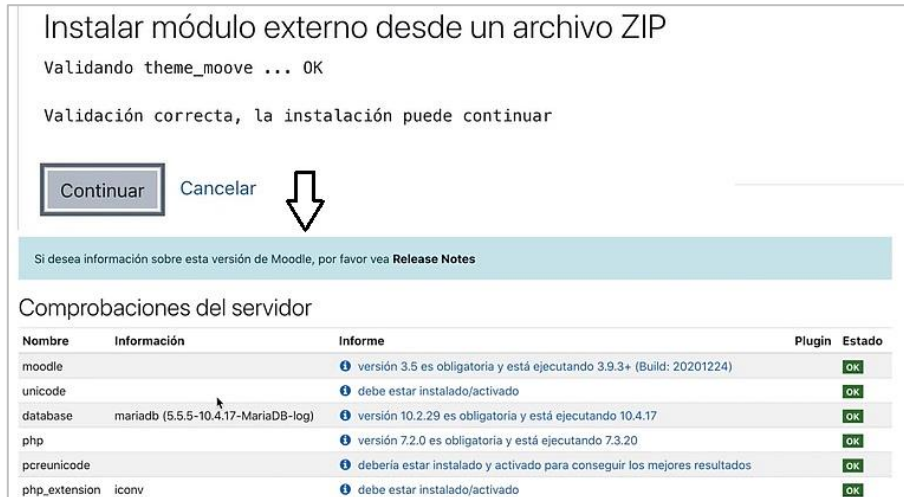 Instalar módulo externo desde un archivo ZIP
Validando theme_moove ... OK
Validación correcta, la instalación puede continuar
Continuar Cancelar
Si desea información sobre esta versión de Moodle, por favor vea Release Notes
Comprobaciones del servidor
Nombre Información Informe Plugin Estado
moodle versión 3.5 es obligatoria y está ejecutando 3.9.3+ (Build: 20201224) OK
unicode debe estar instalado/activado OK
database mariadb (5.5.5-10.4.17-MariaDB-log) versión 10.2.29 es obligatoria y está ejecutando 10.4.17 OK
php versión 7.2.0 es obligatoria y está ejecutando 7.3.20 OK
pcreunicode debería estar instalado y activado para conseguir los mejores resultados OK
php_extension iconv debe estar instalado/activado OK